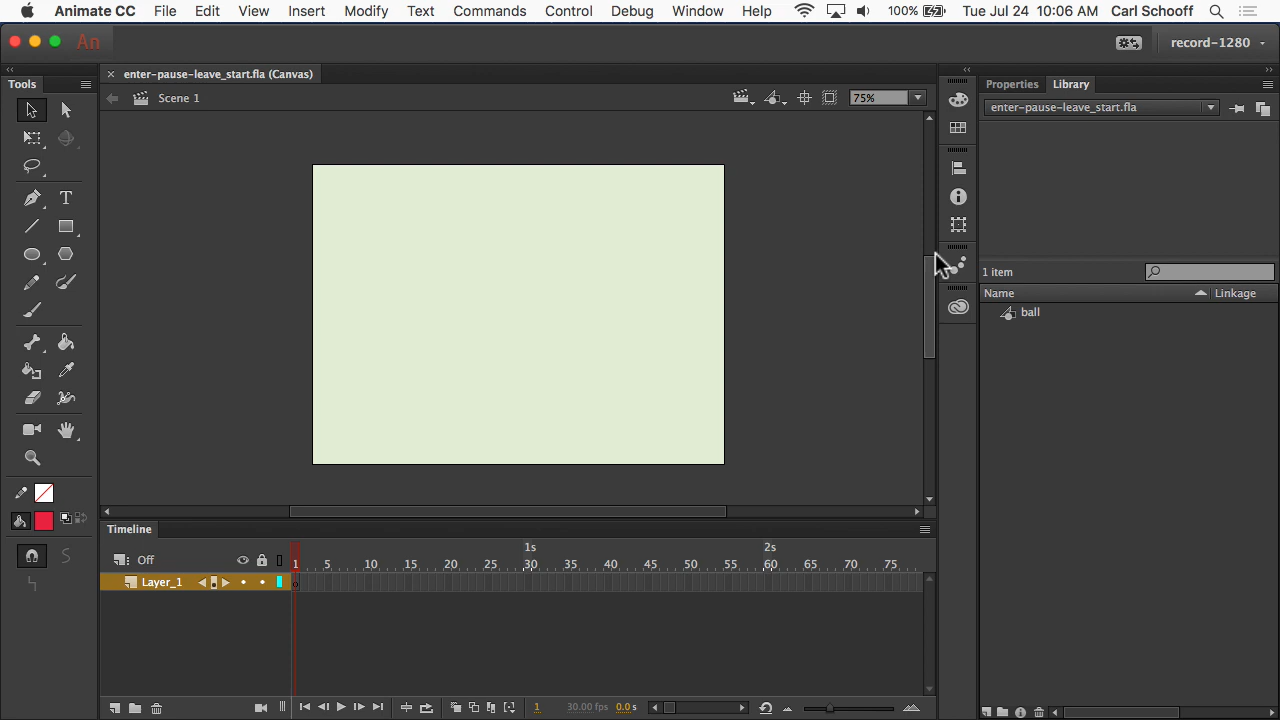 Animate CC File Edit View Insert Modify Text Commands Control Debug Window Help 100% Tue Jul 24 10:06 AM Carl Schooff
An record-1280
Tools enter-pause-leave_start.fla (Canvas) Properties Library
Scene 1 75% enter-pause-leave_start.fla
T
1 item
Name Linkage
ball
Timeline
1s 2s
Off 1 5 10 15 20 25 30 35 40 45 50 55 60 65 70 75
Layer_1
1 30.00 fps 0.0 s